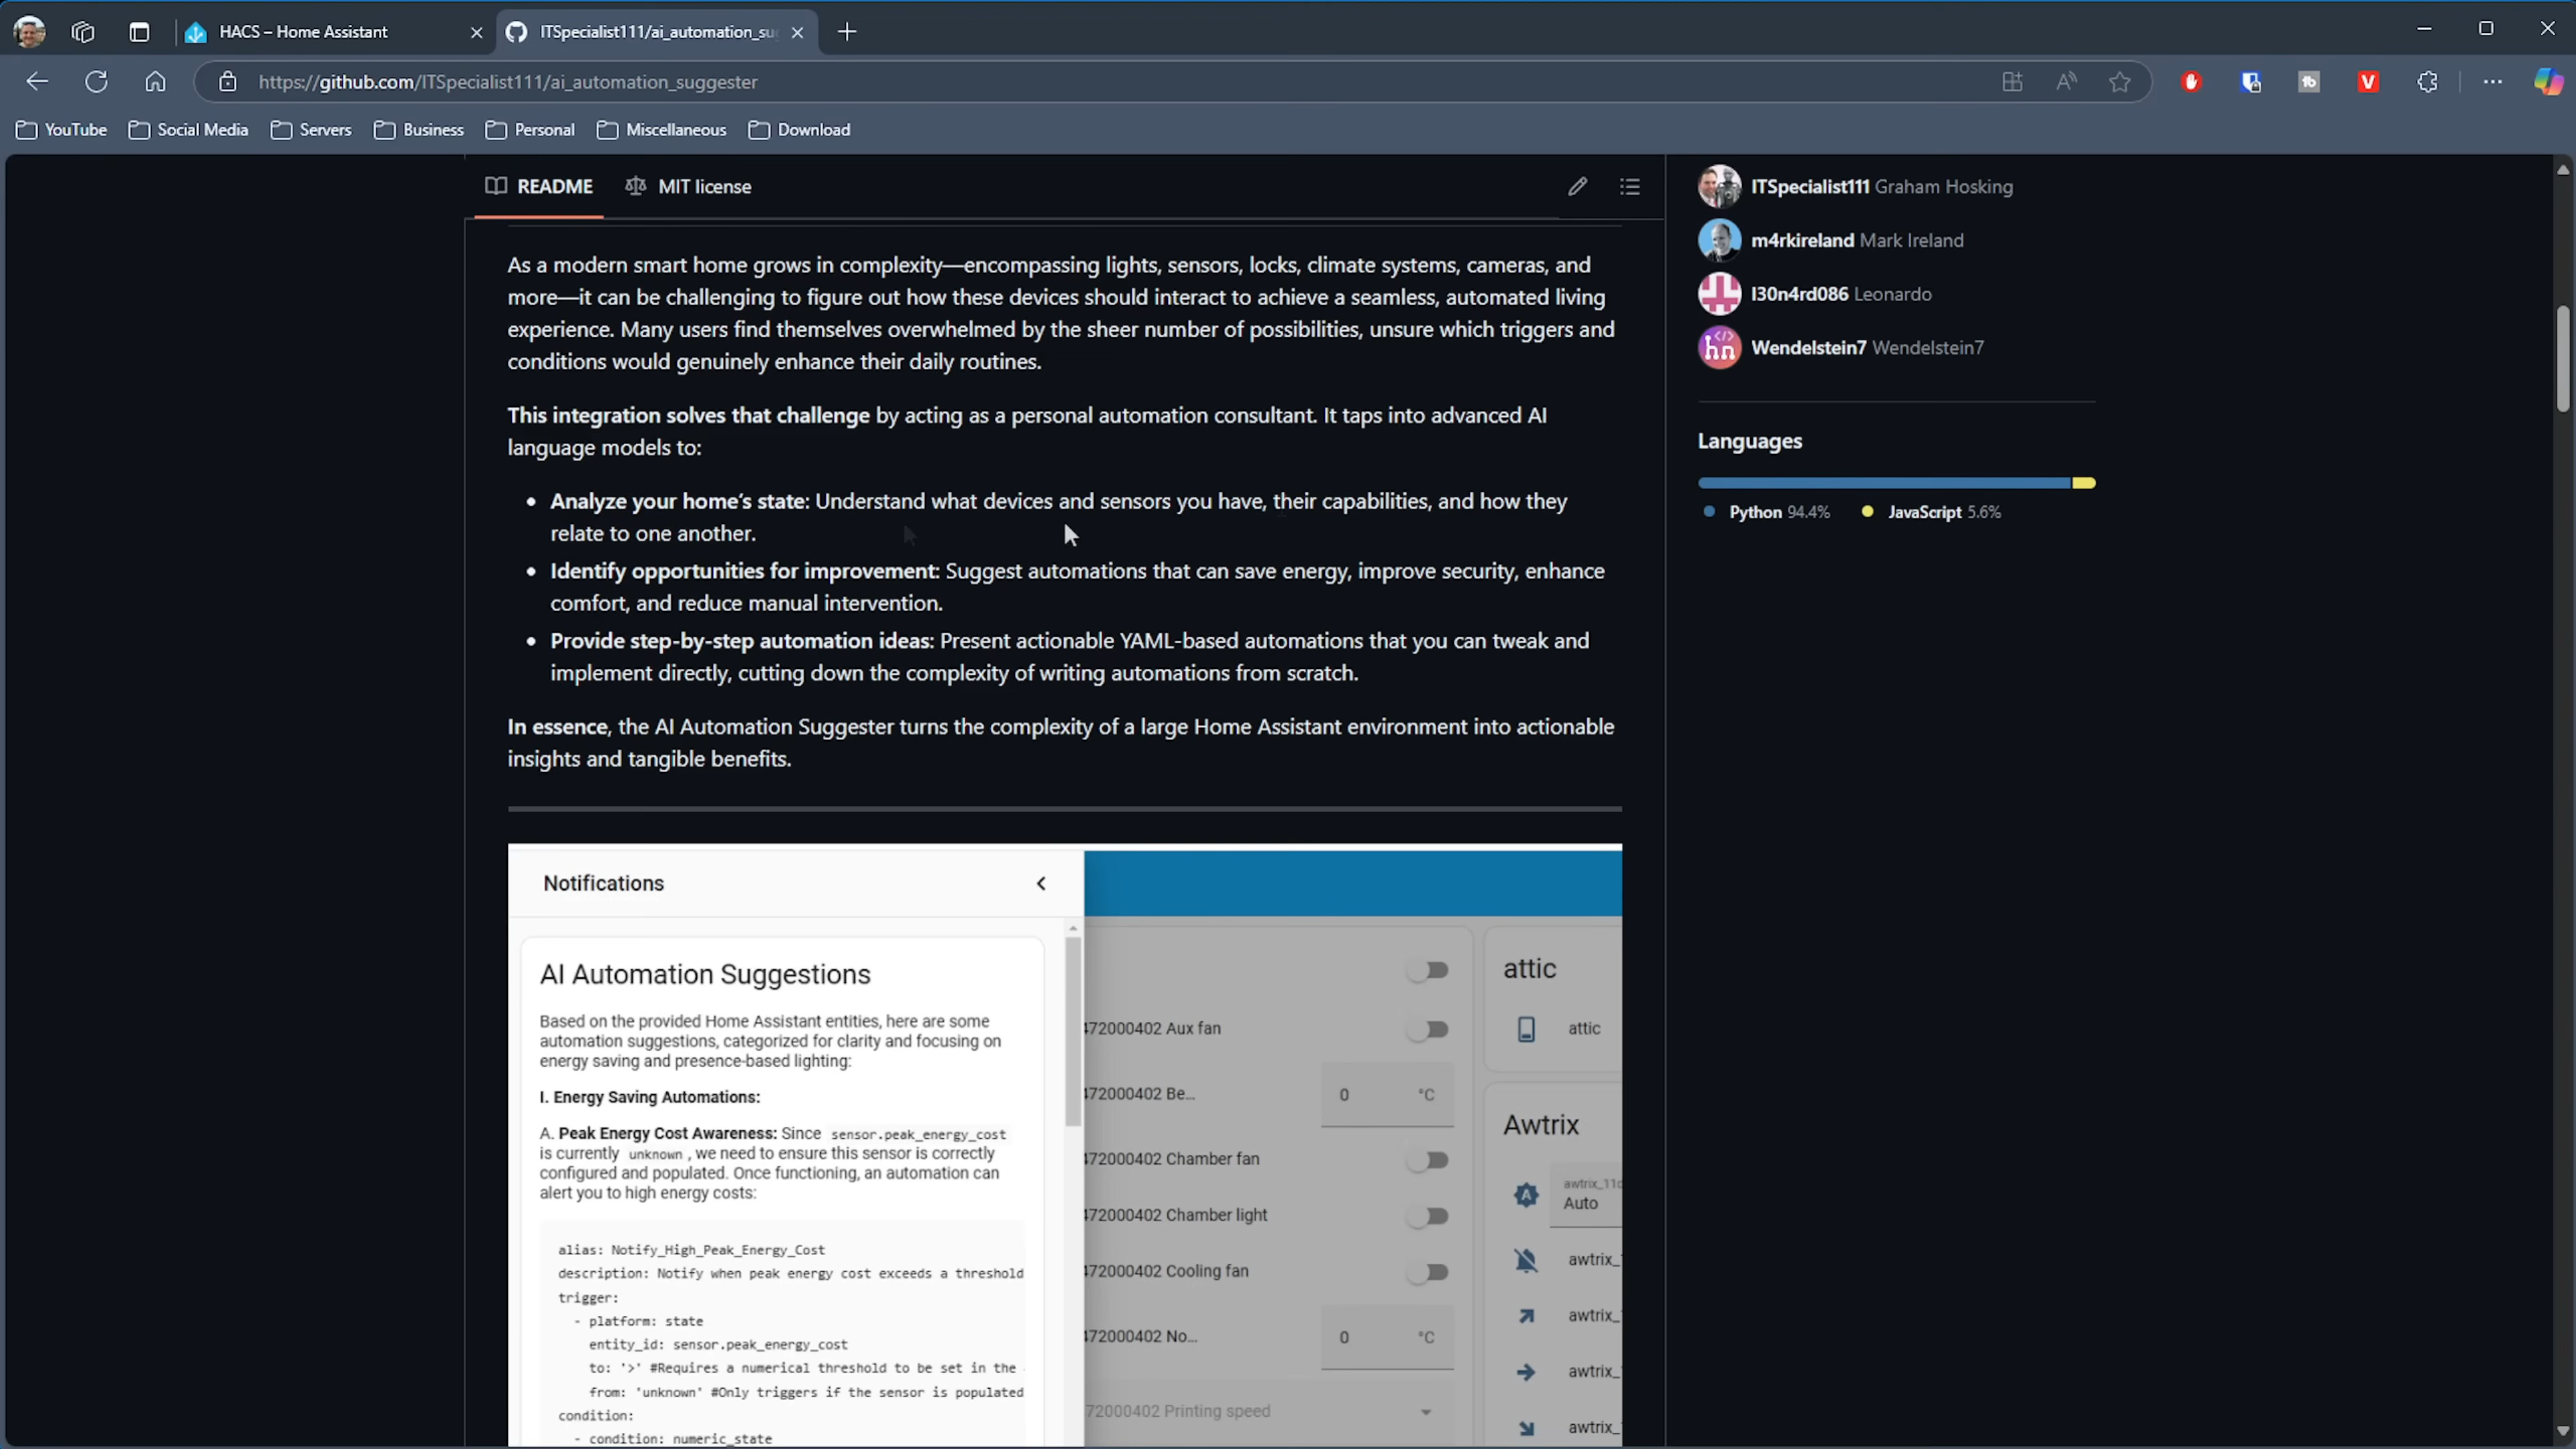 HACS – Home Assistant
ITSpecialist111/ai_automation_su
https://github.com/ITSpecialist111/ai_automation_suggester
YouTube
Social Media
Servers
Business
Personal
Miscellaneous
Download
README
MIT license
As a modern smart home grows in complexity—encompassing lights, sensors, locks, climate systems, cameras, and
more—it can be challenging to figure out how these devices should interact to achieve a seamless, automated living
experience. Many users find themselves overwhelmed by the sheer number of possibilities, unsure which triggers and
conditions would genuinely enhance their daily routines.
This integration solves that challenge by acting as a personal automation consultant. It taps into advanced AI
language models to:
Analyze your home's state: Understand what devices and sensors you have, their capabilities, and how they
relate to one another.
Identify opportunities for improvement: Suggest automations that can save energy, improve security, enhance
comfort, and reduce manual intervention.
Provide step-by-step automation ideas: Present actionable YAML-based automations that you can tweak and
implement directly, cutting down the complexity of writing automations from scratch.
In essence, the AI Automation Suggester turns the complexity of a large Home Assistant environment into actionable
insights and tangible benefits.
Notifications
AI Automation Suggestions
Based on the provided Home Assistant entities, here are some
automation suggestions, categorized for clarity and focusing on
energy saving and presence-based lighting:
I. Energy Saving Automations:
A. Peak Energy Cost Awareness: Since sensor.peak_energy_cost
is currently unknown , we need to ensure this sensor is correctly
configured and populated. Once functioning, an automation can
alert you to high energy costs:
alias: Notify_High_Peak_Energy_Cost
description: Notify when peak energy cost exceeds a threshold
trigger:
- platform: state
entity_id: sensor.peak_energy_cost
to: '>' #Requires a numerical threshold to be set in the
from: 'unknown' #Only triggers if the sensor is populated
condition:
- condition: numeric_state
472000402 Aux fan
472000402 Be...
0 °C
472000402 Chamber fan
472000402 Chamber light
472000402 Cooling fan
472000402 No...
0 °C
72000402 Printing speed
attic
attic
Awtrix
awtrix_11c
Auto
awtrix_
awtrix_
awtrix_
awtrix_
ITSpecialist111 Graham Hosking
m4rkireland Mark Ireland
l30n4rd086 Leonardo
Wendelstein7 Wendelstein7
Languages
Python 94.4%
JavaScript 5.6%